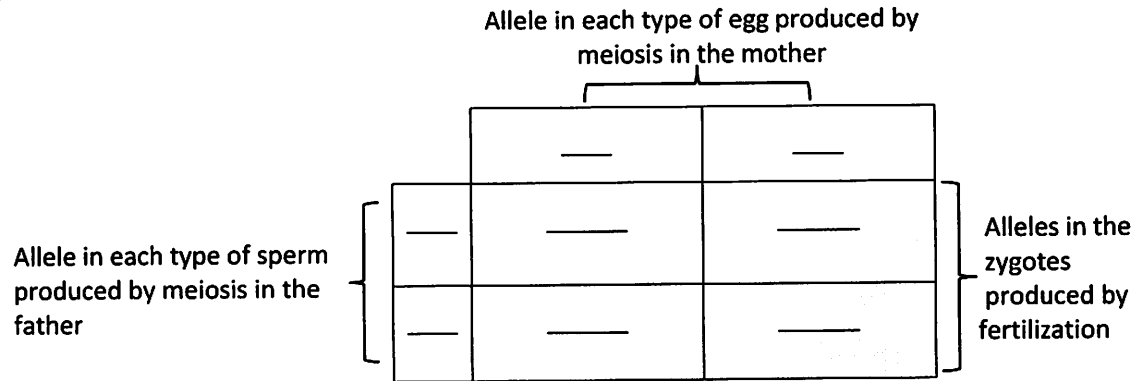 Allele in each type of egg produced by
meiosis in the mother
Allele in each type of sperm
produced by meiosis in the
father
Alleles in the
zygotes
produced by
fertilization